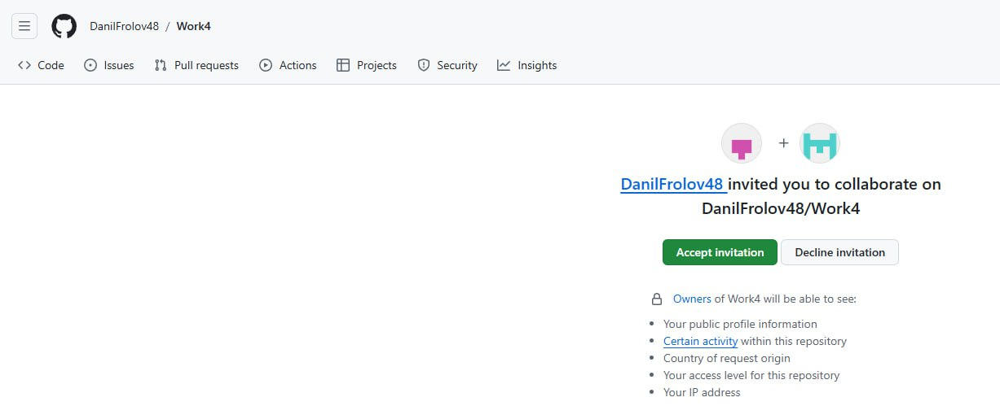 DanilFrolov48 / Work4
Code Issues Pull requests Actions Projects Security Insights
+
DanilFrolov48 invited you to collaborate on
DanilFrolov48/Work4
Accept invitation Decline invitation
Owners of Work4 will be able to see:
• Your public profile information
• Certain activity within this repository
• Country of request origin
• Your access level for this repository
• Your IP address